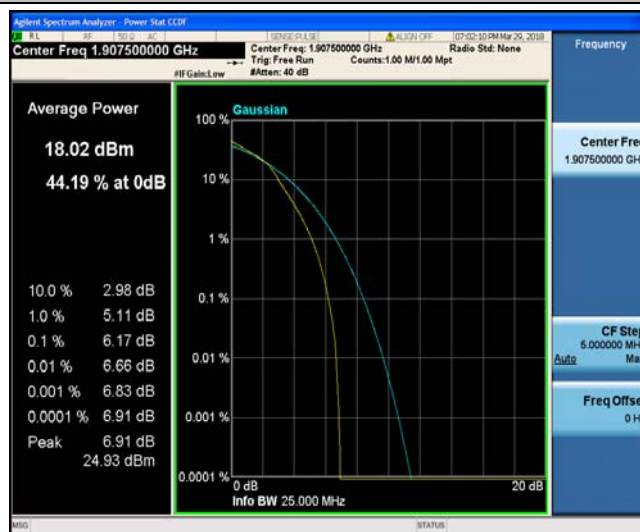 Agilent Spectrum Analyzer - Power Stat CCDF
RL RF 50 Ω AC SENSE:PULSE ALIGN OFF 07:02:10 PM Mar 29, 2018
Center Freq 1.907500000 GHz
Center Freq: 1.907500000 GHz Radio Std: None
Trig: Free Run Counts:1.00 M/1.00 Mpt
#IFGain:Low #Atten: 40 dB
Frequency
Average Power
18.02 dBm
44.19 % at 0dB
10.0 % 2.98 dB
1.0 % 5.11 dB
0.1 % 6.17 dB
0.01 % 6.66 dB
0.001 % 6.83 dB
0.0001 % 6.91 dB
Peak 6.91 dB
24.93 dBm
Gaussian
100 %
10 %
1 %
0.1 %
0.01 %
0.001 %
0.0001 %
0 dB 20 dB
Info BW 25.000 MHz
Center Fre
1.907500000 GH
CF Step
5.000000 MH
Auto Ma
Freq Offse
0 H
MSG STATUS